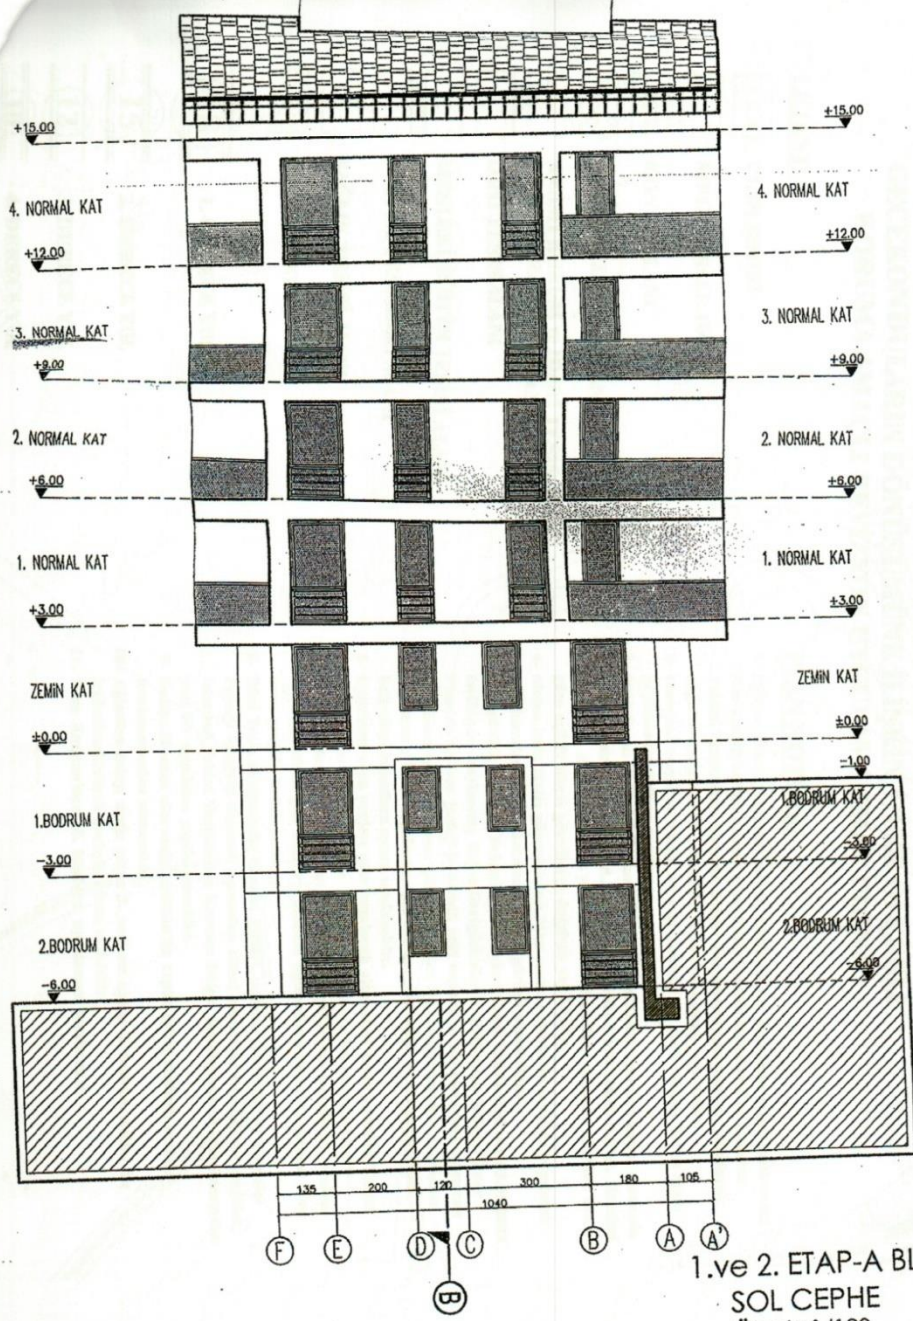 +15.00 ±15.00
4. NORMAL KAT 4. NORMAL KAT
+12.00 ±12.00
3. NORMAL KAT 3. NORMAL KAT
+9.00 ±9.00
2. NORMAL KAT 2. NORMAL KAT
+6.00 ±6.00
1. NORMAL KAT 1. NORMAL KAT
+3.00 ±3.00
ZEMİN KAT ZEMİN KAT
±0.00 ±0.00
-1.00
1.BODRUM KAT 1.BODRUM KAT
-3.00 -3.00
2.BODRUM KAT 2.BODRUM KAT
-6.00 -6.00
135 200 120 300 180 105
1040
F E D C B A A'
B
1.ve 2. ETAP-A BL
SOL CEPHE